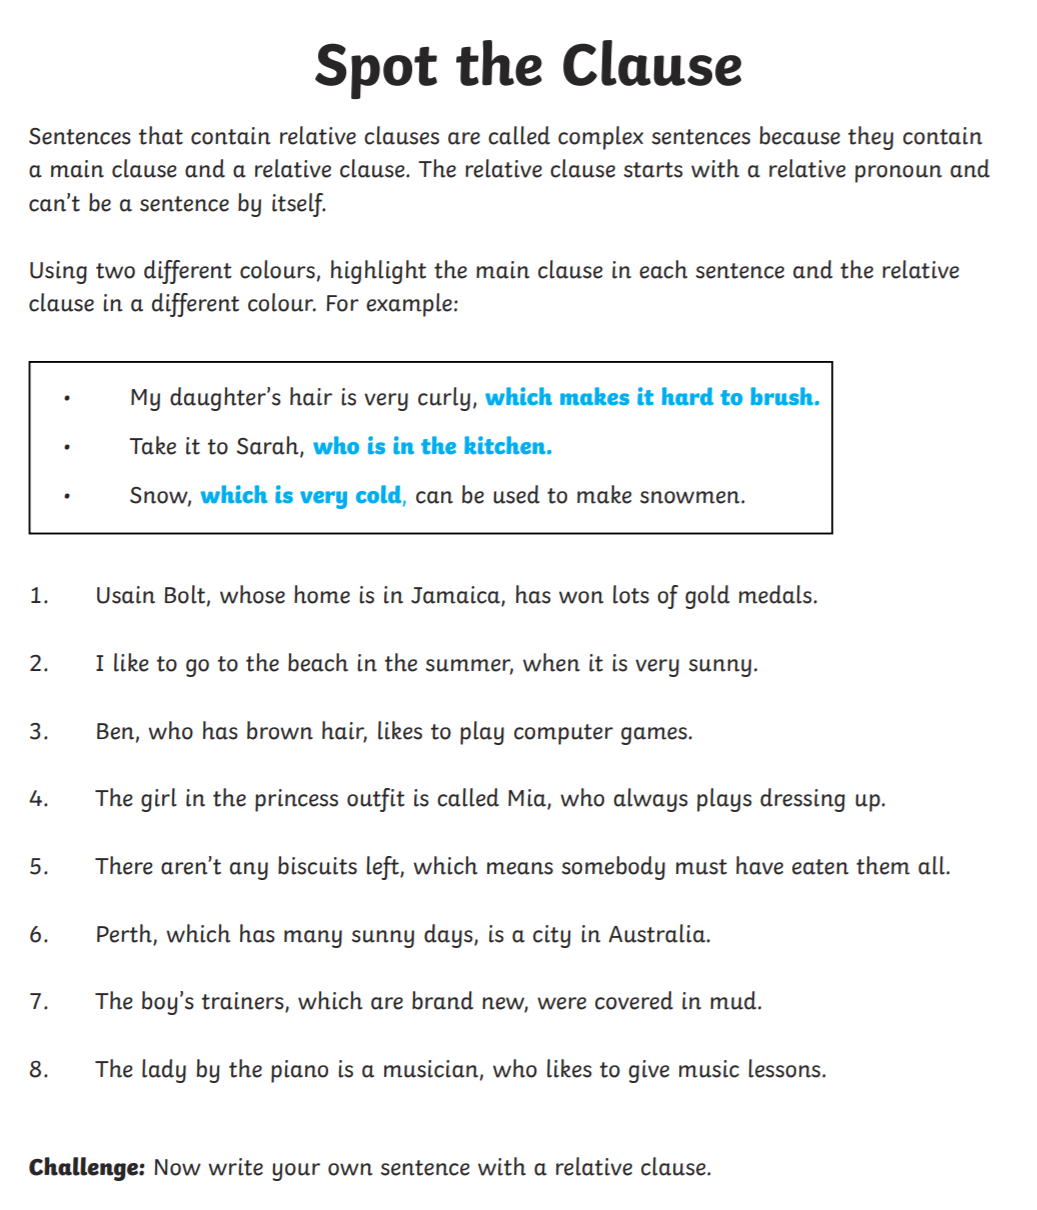 Spot the Clause
Sentences that contain relative clauses are called complex sentences because they contain
a main clause and a relative clause. The relative clause starts with a relative pronoun and
can’t be a sentence by itself.
Using two different colours, highlight the main clause in each sentence and the relative
clause in a different colour. For example:
• My daughter’s hair is very curly, which makes it hard to brush.
• Take it to Sarah, who is in the kitchen.
• Snow, which is very cold, can be used to make snowmen.
1. Usain Bolt, whose home is in Jamaica, has won lots of gold medals.
2. I like to go to the beach in the summer, when it is very sunny.
3. Ben, who has brown hair, likes to play computer games.
4. The girl in the princess outfit is called Mia, who always plays dressing up.
5. There aren’t any biscuits left, which means somebody must have eaten them all.
6. Perth, which has many sunny days, is a city in Australia.
7. The boy’s trainers, which are brand new, were covered in mud.
8. The lady by the piano is a musician, who likes to give music lessons.
Challenge: Now write your own sentence with a relative clause.